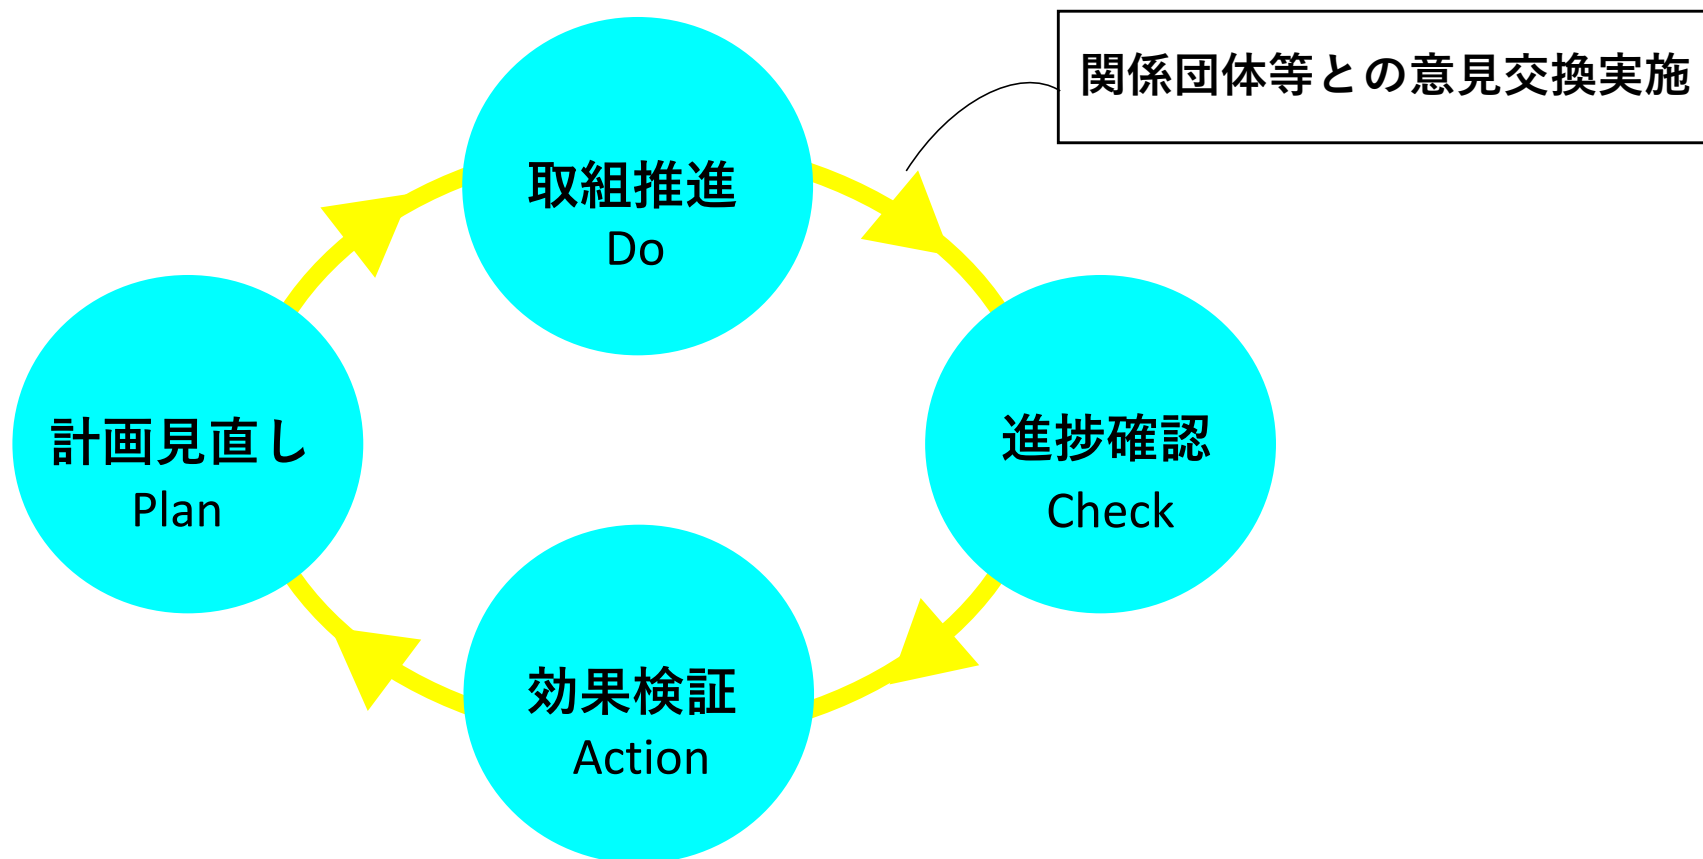 関係団体等との意見交換実施
取組推進
Do
計画見直し
Plan
進捗確認
Check
効果検証
Action